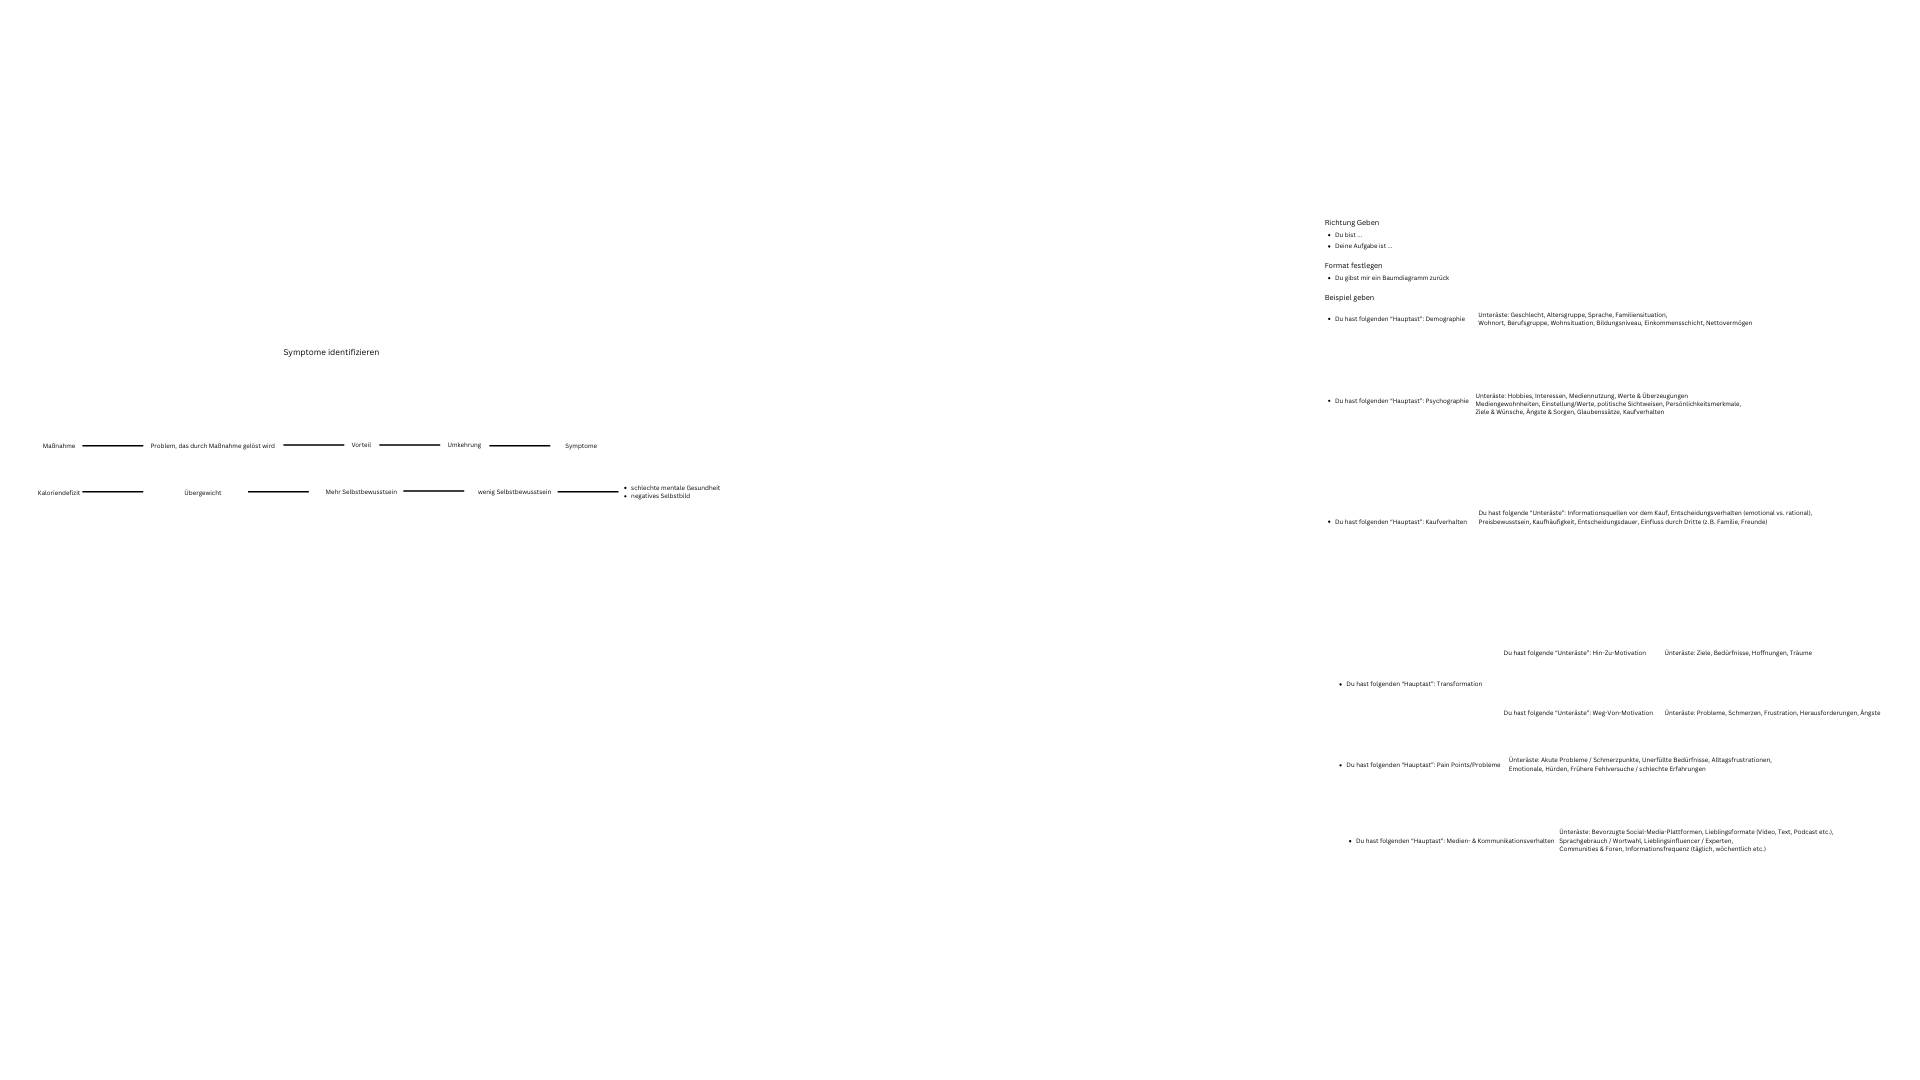 Symptome identifizieren
Maßnahme
Problem, das durch Maßnahme gelöst wird
Vorteil
Umkehrung
Symptome
Kaloriendefizit
Übergewicht
Mehr Selbstbewusstsein
wenig Selbstbewusstsein
• schlechte mentale Gesundheit
• negatives Selbstbild
Richtung Geben
• Du bist ...
• Deine Aufgabe ist ...
Format festlegen
• Du gibst mir ein Baumdiagramm zurück
Beispiel geben
• Du hast folgenden "Hauptast": Demographie
Unteräste: Geschlecht, Altersgruppe, Sprache, Familiensituation,
Wohnort, Berufsgruppe, Wohnsituation, Bildungsniveau, Einkommensschicht, Nettovermögen
• Du hast folgenden "Hauptast": Psychographie
Unteräste: Hobbies, Interessen, Mediennutzung, Werte & Überzeugungen
Mediengewohnheiten, Einstellung/Werte, politische Sichtweisen, Persönlichkeitsmerkmale,
Ziele & Wünsche, Ängste & Sorgen, Glaubenssätze, Kaufverhalten
• Du hast folgenden "Hauptast": Kaufverhalten
Du hast folgende "Unteräste": Informationsquellen vor dem Kauf, Entscheidungsverhalten (emotional vs. rational),
Preisbewusstsein, Kaufhäufigkeit, Entscheidungsdauer, Einfluss durch Dritte (z. B. Familie, Freunde)
Du hast folgende "Unteräste": Hin-Zu-Motivation
Ünteräste: Ziele, Bedürfnisse, Hoffnungen, Träume
• Du hast folgenden "Hauptast": Transformation
Du hast folgende "Unteräste": Weg-Von-Motivation
Ünteräste: Probleme, Schmerzen, Frustration, Herausforderungen, Ängste
• Du hast folgenden "Hauptast": Pain Points/Probleme
Ünteräste: Akute Probleme / Schmerzpunkte, Unerfüllte Bedürfnisse, Alltagsfrustrationen,
Emotionale, Hürden, Frühere Fehlversuche / schlechte Erfahrungen
• Du hast folgenden "Hauptast": Medien- & Kommunikationsverhalten
Ünteräste: Bevorzugte Social-Media-Plattformen, Lieblingsformate (Video, Text, Podcast etc.),
Sprachgebrauch / Wortwahl, Lieblingsinfluencer / Experten,
Communities & Foren, Informationsfrequenz (täglich, wöchentlich etc.)